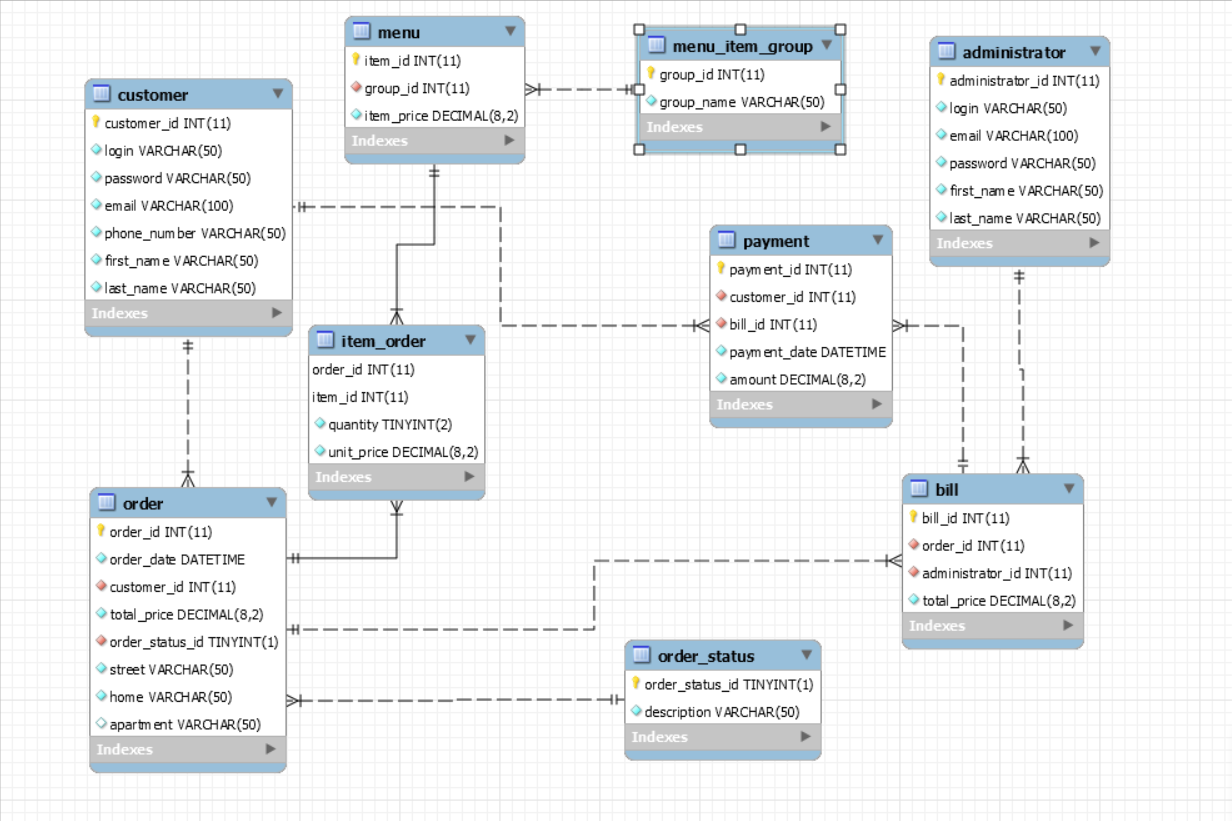 menu
item_id INT(11)
group_id INT(11)
item_price DECIMAL(8,2)
Indexes
menu_item_group
group_id INT(11)
group_name VARCHAR(50)
Indexes
administrator
administrator_id INT(11)
login VARCHAR(50)
email VARCHAR(100)
password VARCHAR(50)
first_name VARCHAR(50)
last_name VARCHAR(50)
Indexes
customer
customer_id INT(11)
login VARCHAR(50)
password VARCHAR(50)
email VARCHAR(100)
phone_number VARCHAR(50)
first_name VARCHAR(50)
last_name VARCHAR(50)
Indexes
payment
payment_id INT(11)
customer_id INT(11)
bill_id INT(11)
payment_date DATETIME
amount DECIMAL(8,2)
Indexes
item_order
order_id INT(11)
item_id INT(11)
quantity TINYINT(2)
unit_price DECIMAL(8,2)
Indexes
order
order_id INT(11)
order_date DATETIME
customer_id INT(11)
total_price DECIMAL(8,2)
order_status_id TINYINT(1)
street VARCHAR(50)
home VARCHAR(50)
apartment VARCHAR(50)
Indexes
bill
bill_id INT(11)
order_id INT(11)
administrator_id INT(11)
total_price DECIMAL(8,2)
Indexes
order_status
order_status_id TINYINT(1)
description VARCHAR(50)
Indexes